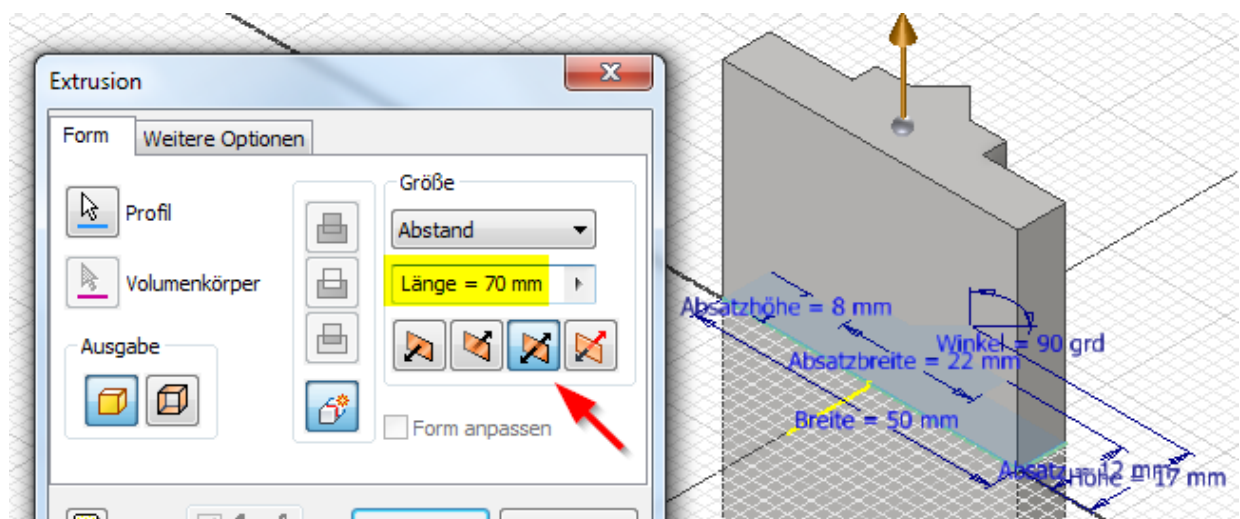 Extrusion
Form
Weitere Optionen
Profil
Volumenkörper
Größe
Abstand
Länge = 70 mm
Ausgabe
Form anpassen
Absatzhöhe = 8 mm
Winkel = 90 grd
Absatzbreite = 22 mm
Breite = 50 mm
Absatz = 12 mm
Höhe = 17 mm